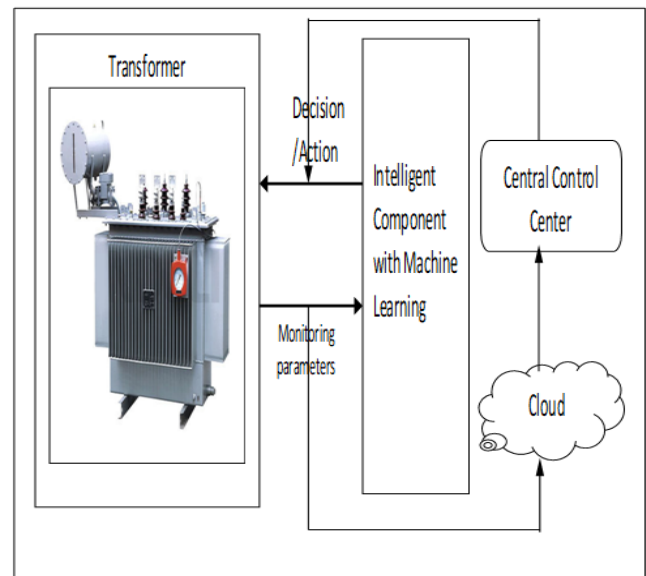 Transformer
Decision
/Action
Intelligent
Component
with Machine
Learning
Monitoring
parameters
Central Control
Center
Cloud